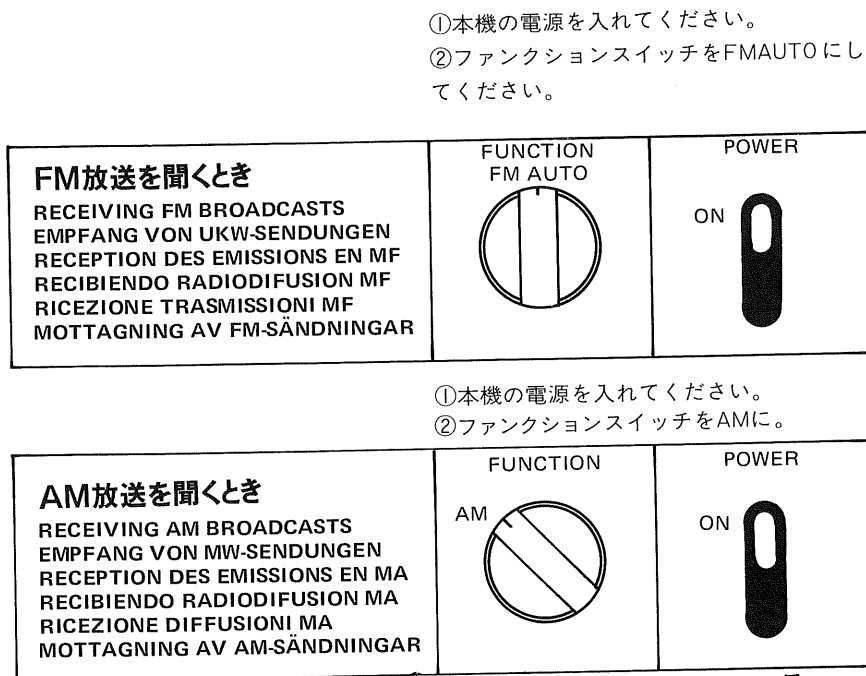 ①本機の電源を入れてください。
②ファンクションスイッチをFMAUTOにし
てください。
FM放送を聞くとき
RECEIVING FM BROADCASTS
EMPFANG VON UKW-SENDUNGEN
RECEPTION DES EMISSIONS EN MF
RECIBIENDO RADIODIFUSION MF
RICEZIONE TRASMISSIONI MF
MOTTAGNING AV FM-SÄNDNINGAR
FUNCTION
FM AUTO
POWER
ON
①本機の電源を入れてください。
②ファンクションスイッチをAMに。
AM放送を聞くとき
RECEIVING AM BROADCASTS
EMPFANG VON MW-SENDUNGEN
RECEPTION DES EMISSIONS EN MA
RECIBIENDO RADIODIFUSION MA
RICEZIONE DIFFUSIONI MA
MOTTAGNING AV AM-SÄNDNINGAR
FUNCTION
AM
POWER
ON